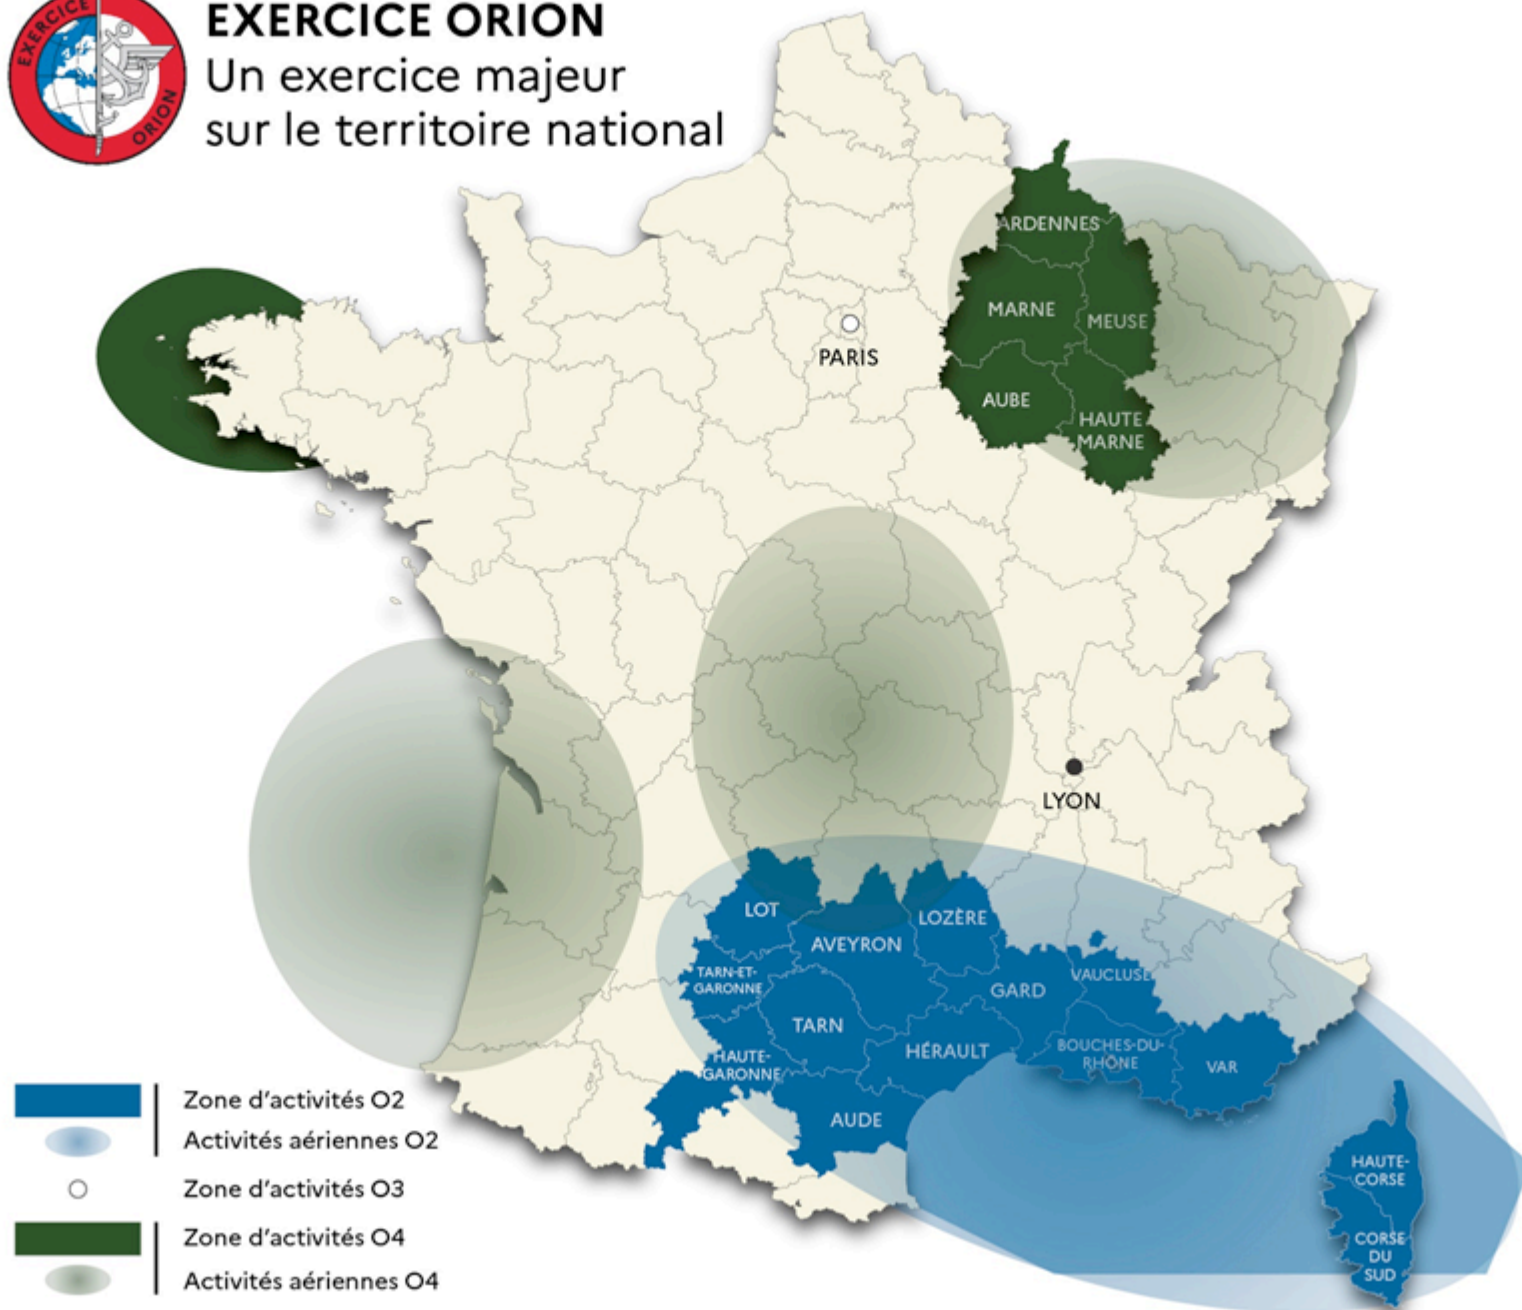 EXERCICE
ORION
EXERCICE ORION
Un exercice majeur
sur le territoire national
ARDENNES
MARNE
MEUSE
PARIS
AUBE
HAUTE
MARNE
LYON
LOT
LOZÈRE
AVEYRON
TARN-ET-
GARONNE
VAUCLUSE
GARD
TARN
HÉRAULT
BOUCHES-DU-
RHÔNE
HAUTE-
GARONNE
VAR
AUDE
HAUTE-
CORSE
CORSE
DU
SUD
Zone d'activités O2
Activités aériennes O2
Zone d'activités O3
Zone d'activités O4
Activités aériennes O4